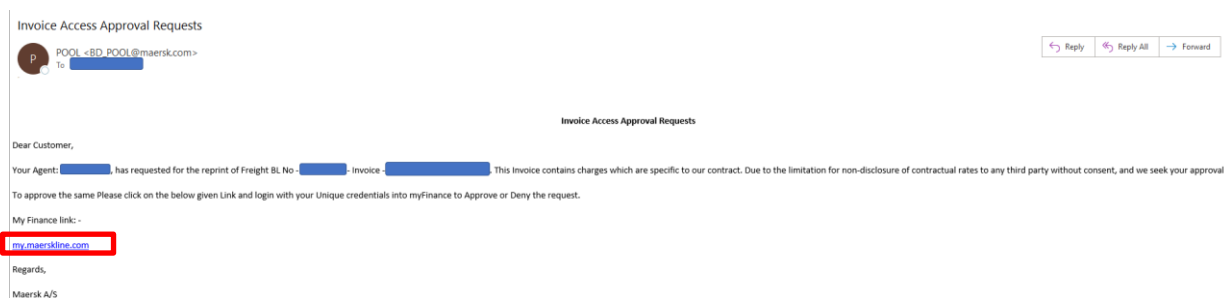 Invoice Access Approval Requests
P
POOL <BD_POOL@maersk.com>
To
Reply
Reply All
Forward
Invoice Access Approval Requests
Dear Customer,
Your Agent: , has requested for the reprint of Freight BL No - - Invoice - . This Invoice contains charges which are specific to our contract. Due to the limitation for non-disclosure of contractual rates to any third party without consent, and we seek your approval
To approve the same Please click on the below given Link and login with your Unique credentials into myFinance to Approve or Deny the request.
My Finance link: -
my.maerskline.com
Regards,
Maersk A/S